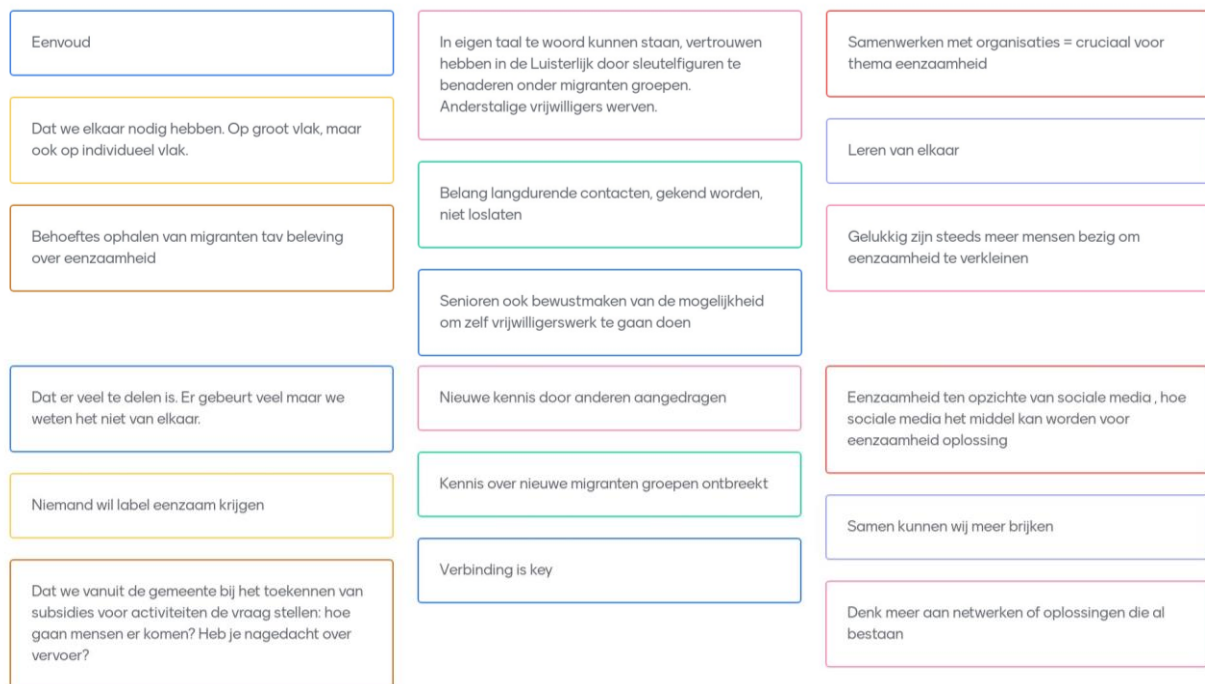 Eenvoud
Dat we elkaar nodig hebben. Op groot vlak, maar
ook op individueel vlak.
Behoeftes ophalen van migranten tav beleving
over eenzaamheid
In eigen taal te woord kunnen staan, vertrouwen
hebben in de Luisterlijk door sleutelfiguren te
benaderen onder migranten groepen.
Anderstalige vrijwilligers werven.
Belang langdurende contacten, gekend worden,
niet loslaten
Senioren ook bewustmaken van de mogelijkheid
om zelf vrijwilligerswerk te gaan doen
Samenwerken met organisaties = cruciaal voor
thema eenzaamheid
Leren van elkaar
Gelukkig zijn steeds meer mensen bezig om
eenzaamheid te verkleinen
Dat er veel te delen is. Er gebeurt veel maar we
weten het niet van elkaar.
Niemand wil label eenzaam krijgen
Dat we vanuit de gemeente bij het toekennen van
subsidies voor activiteiten de vraag stellen: hoe
gaan mensen er komen? Heb je nagedacht over
vervoer?
Nieuwe kennis door anderen aangedragen
Kennis over nieuwe migranten groepen ontbreekt
Verbinding is key
Eenzaamheid ten opzichte van sociale media , hoe
sociale media het middel kan worden voor
eenzaamheid oplossing
Samen kunnen wij meer brijken
Denk meer aan netwerken of oplossingen die al
bestaan